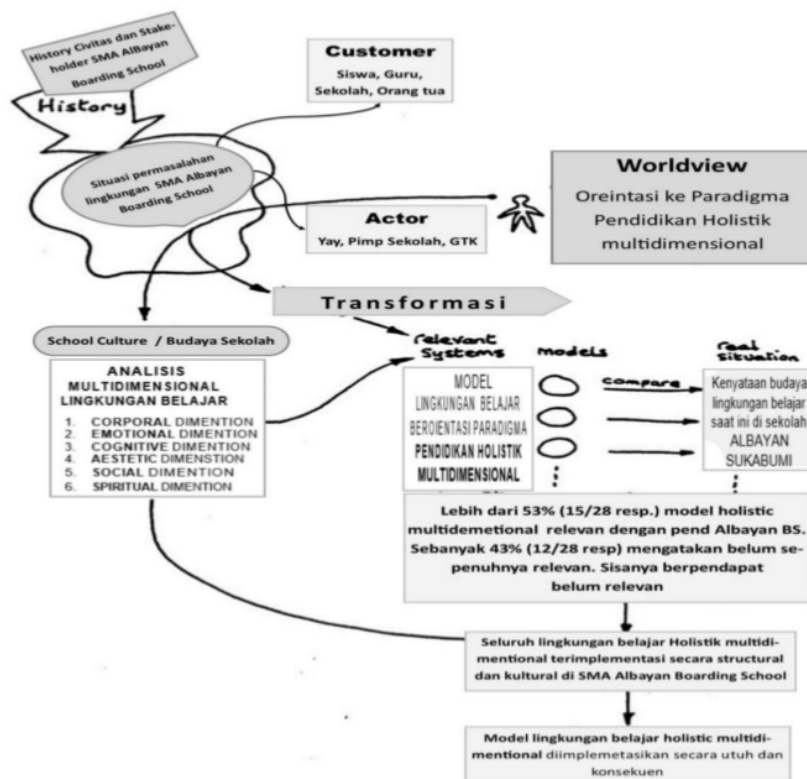 History Civitas dan Stake-
holder SMA AlBayan
Boarding School
History
Customer
Siswa, Guru,
Sekolah, Orang tua
Situasi permasalahan
lingkungan SMA Albayan
Boarding School
Worldview
Oreintasi ke Paradigma
Pendidikan Holistik
multidimensional
Actor
Yay, Pimp Sekolah, GTK
Transformasi
School Culture / Budaya Sekolah
ANALISIS
MULTIDIMENSIONAL
LINGKUNGAN BELAJAR
1. CORPORAL DIMENTION
2. EMOTIONAL DIMENTION
3. COGNITIVE DIMENTION
4. AESTETIC DIMENSTION
5. SOCIAL DIMENTION
6. SPIRITUAL DIMENTION
relevant
Systems
models
real
situation
MODEL
LINGKUNGAN BELAJAR
BEROIENTASI PARADIGMA
PENDIDIKAN HOLISTIK
MULTIDIMENSIONAL
compare
Kenyataan budaya
lingkungan belajar
saat ini di sekolah
ALBAYAN
SUKABUMI
Lebih dari 53% (15/28 resp.) model holistic
multidemetional relevan dengan pend Albayan BS.
Sebanyak 43% (12/28 resp) mengatakan belum se-
penuhnya relevan. Sisanya berpendapat
belum relevan
Seluruh lingkungan belajar Holistik multidi-
mentional terimplementasi secara structural
dan kultural di SMA Albayan Boarding School
Model lingkungan belajar holistic multidi-
mentional diimplemetasikan secara utuh dan
konsekuen